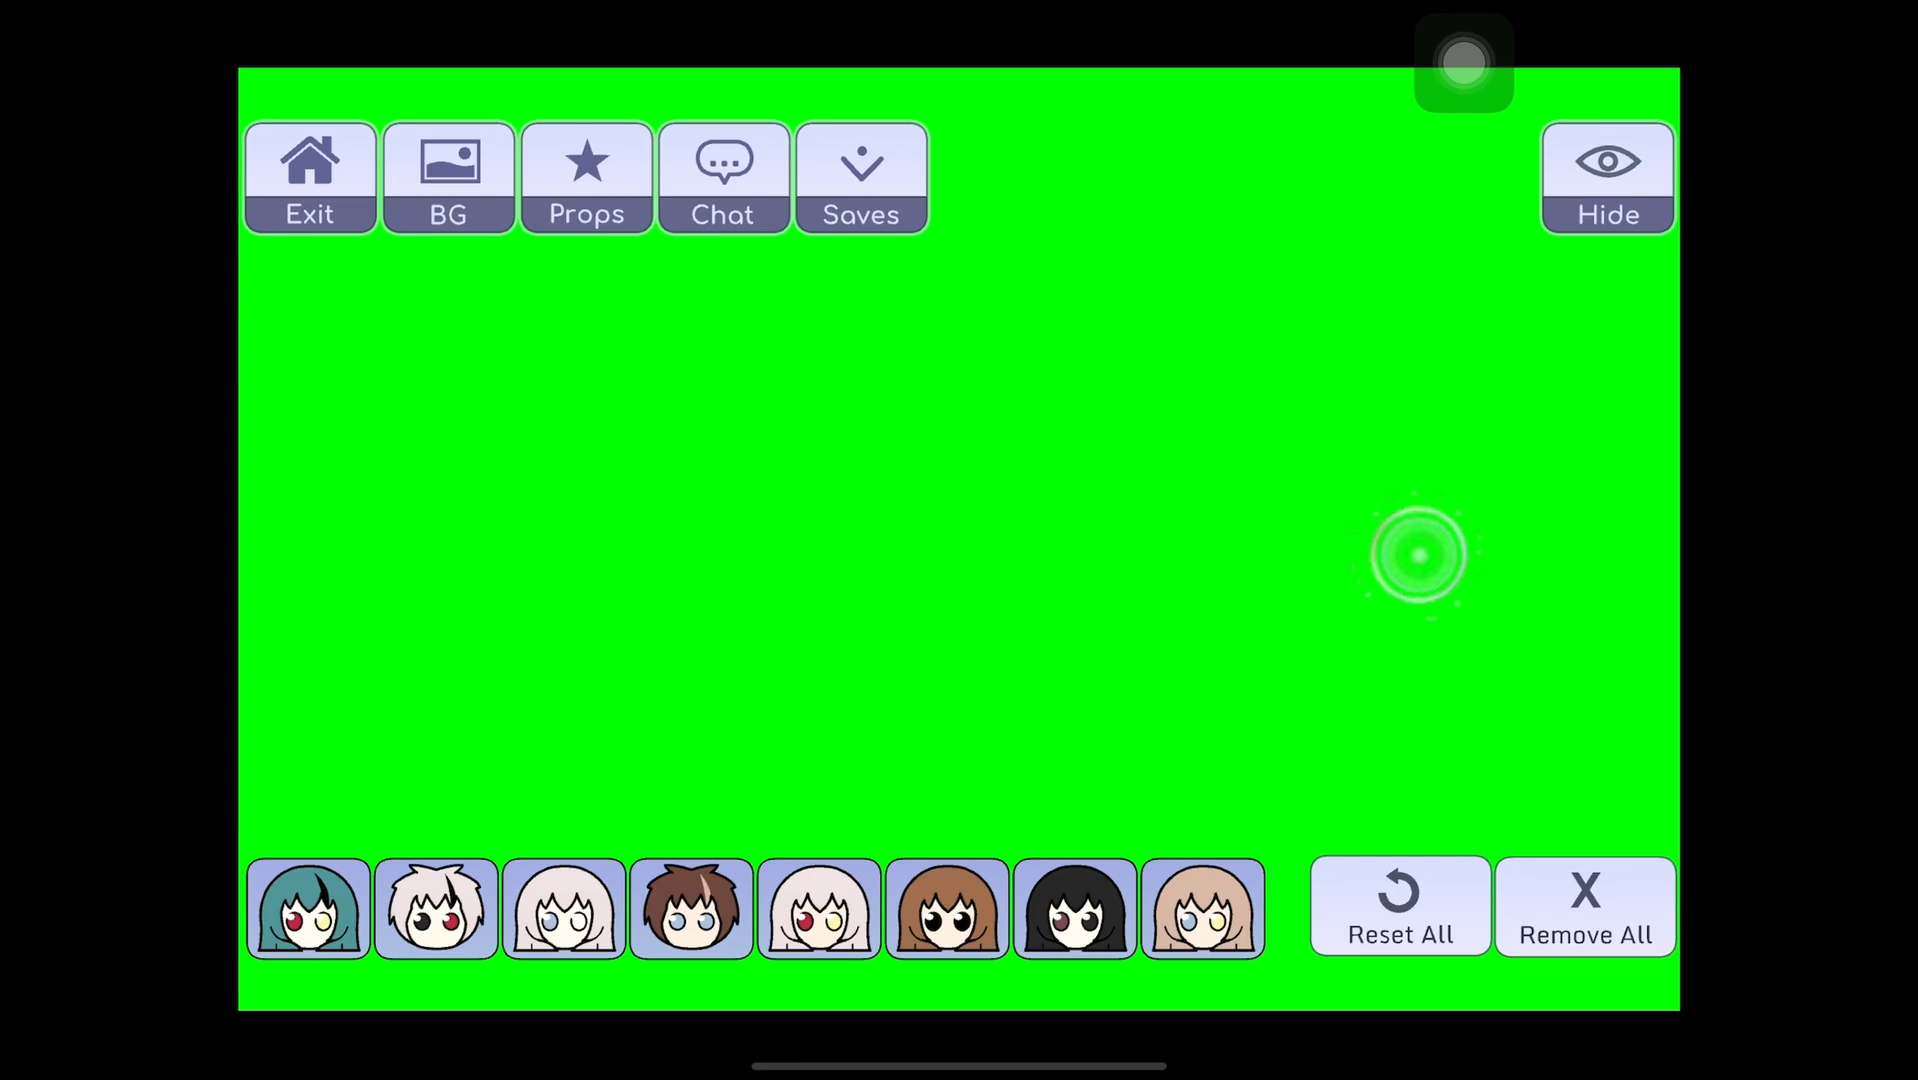 Exit
BG
Props
Chat
Saves
Hide
Reset All
X
Remove All